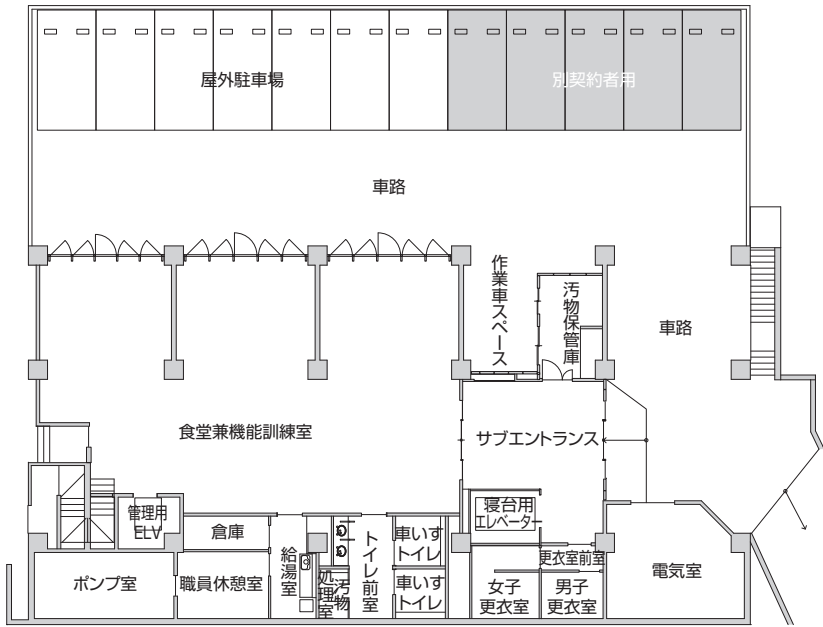 屋外駐車場
別契約者用
車路
作業車スペース
汚物保管庫
車路
食堂兼機能訓練室
サブエントランス
管理用
ELV
倉庫
給湯室
トイレ前室
車いす
トイレ
寝台用
エレベーター
更衣室前室
電気室
ポンプ室
職員休憩室
汚物
処理室
車いす
トイレ
女子
更衣室
男子
更衣室